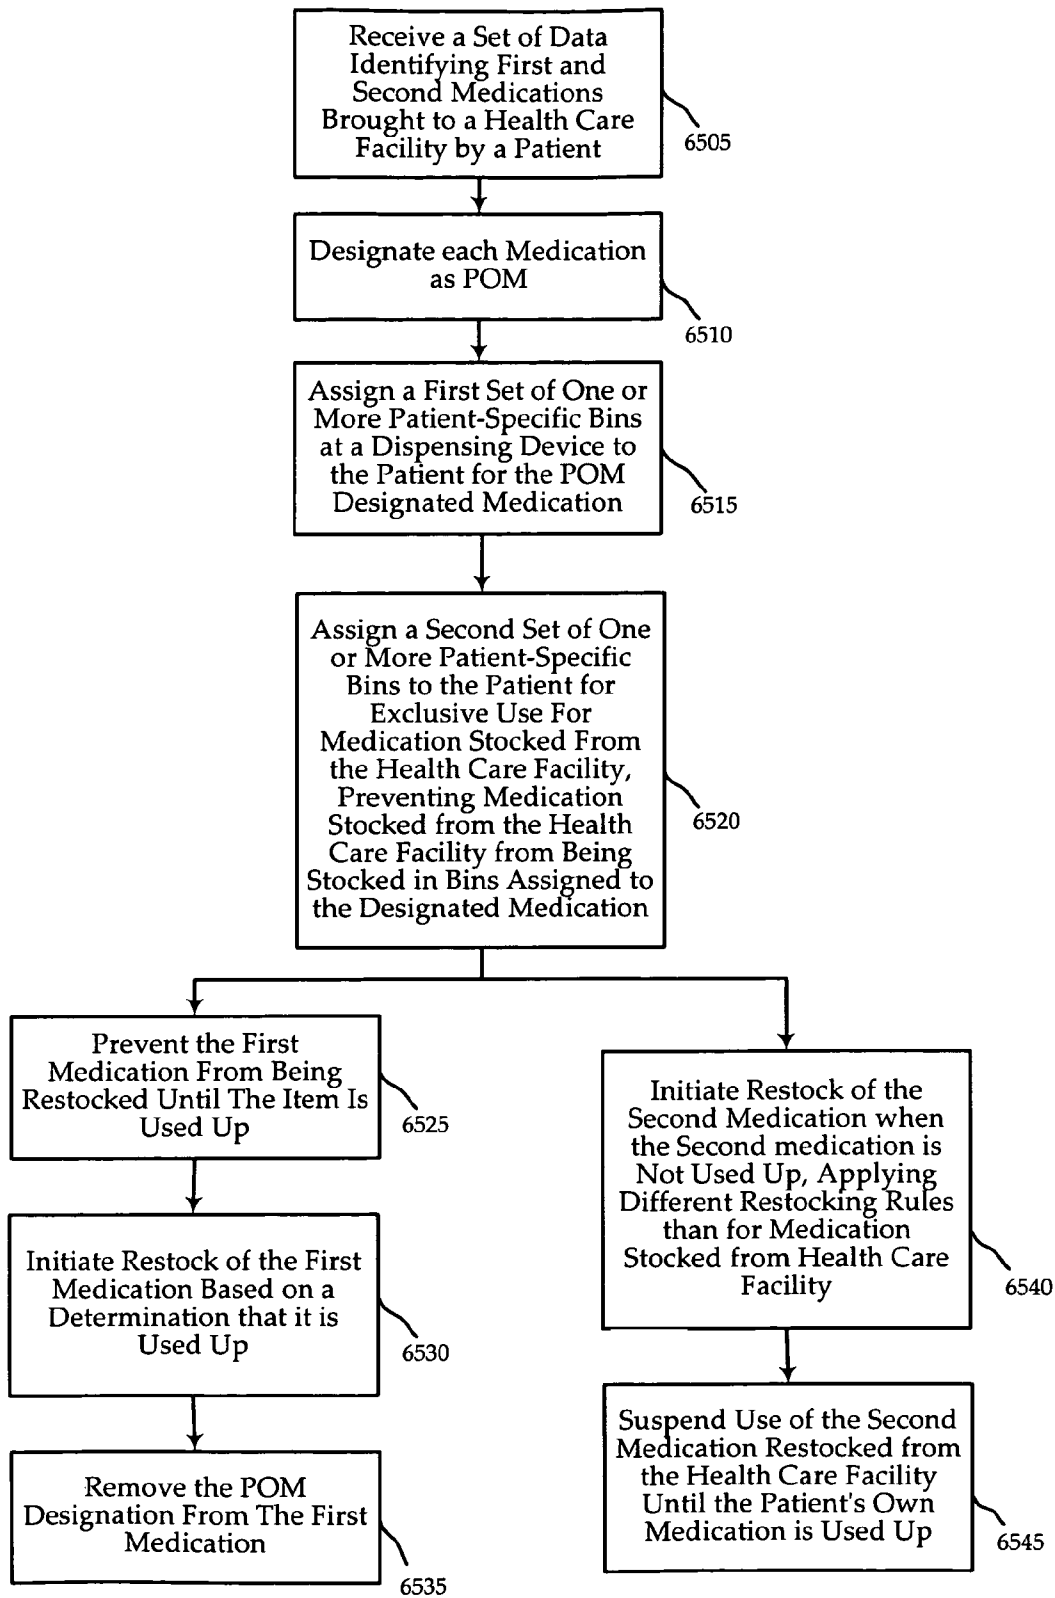 Receive a Set of Data
Identifying First and
Second Medications
Brought to a Health Care
Facility by a Patient
6505
Designate each Medication
as POM
6510
Assign a First Set of One or
More Patient-Specific Bins
at a Dispensing Device to
the Patient for the POM
Designated Medication
6515
Assign a Second Set of One
or More Patient-Specific
Bins to the Patient for
Exclusive Use For
Medication Stocked From
the Health Care Facility,
Preventing Medication
Stocked from the Health
Care Facility from Being
Stocked in Bins Assigned to
the Designated Medication
6520
Prevent the First
Medication From Being
Restocked Until The Item Is
Used Up
6525
Initiate Restock of the First
Medication Based on a
Determination that it is
Used Up
6530
Remove the POM
Designation From The First
Medication
6535
Initiate Restock of the
Second Medication when
the Second medication is
Not Used Up, Applying
Different Restocking Rules
than for Medication
Stocked from Health Care
Facility
6540
Suspend Use of the Second
Medication Restocked from
the Health Care Facility
Until the Patient's Own
Medication is Used Up
6545